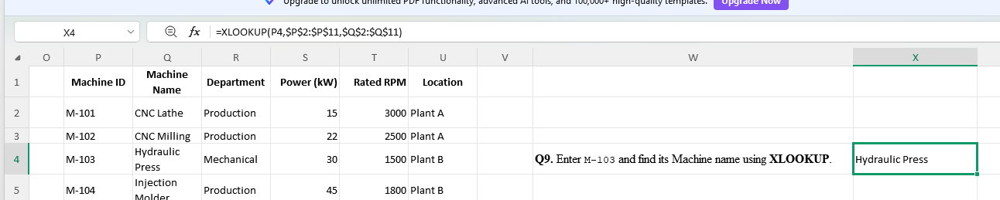 Upgrade to unlock unlimited PDF functionality, advanced AI tools, and 100,000+ high-quality templates. Upgrade Now
X4 fx =XLOOKUP(P4,$P$2:$P$11,$Q$2:$Q$11)
O P Q R S T U V W X
1 Machine ID Machine Name Department Power (kW) Rated RPM Location
2 M-101 CNC Lathe Production 15 3000 Plant A
3 M-102 CNC Milling Production 22 2500 Plant A
4 M-103 Hydraulic Press Mechanical 30 1500 Plant B Q9. Enter M-103 and find its Machine name using XLOOKUP. Hydraulic Press
5 M-104 Injection Molder Production 45 1800 Plant B